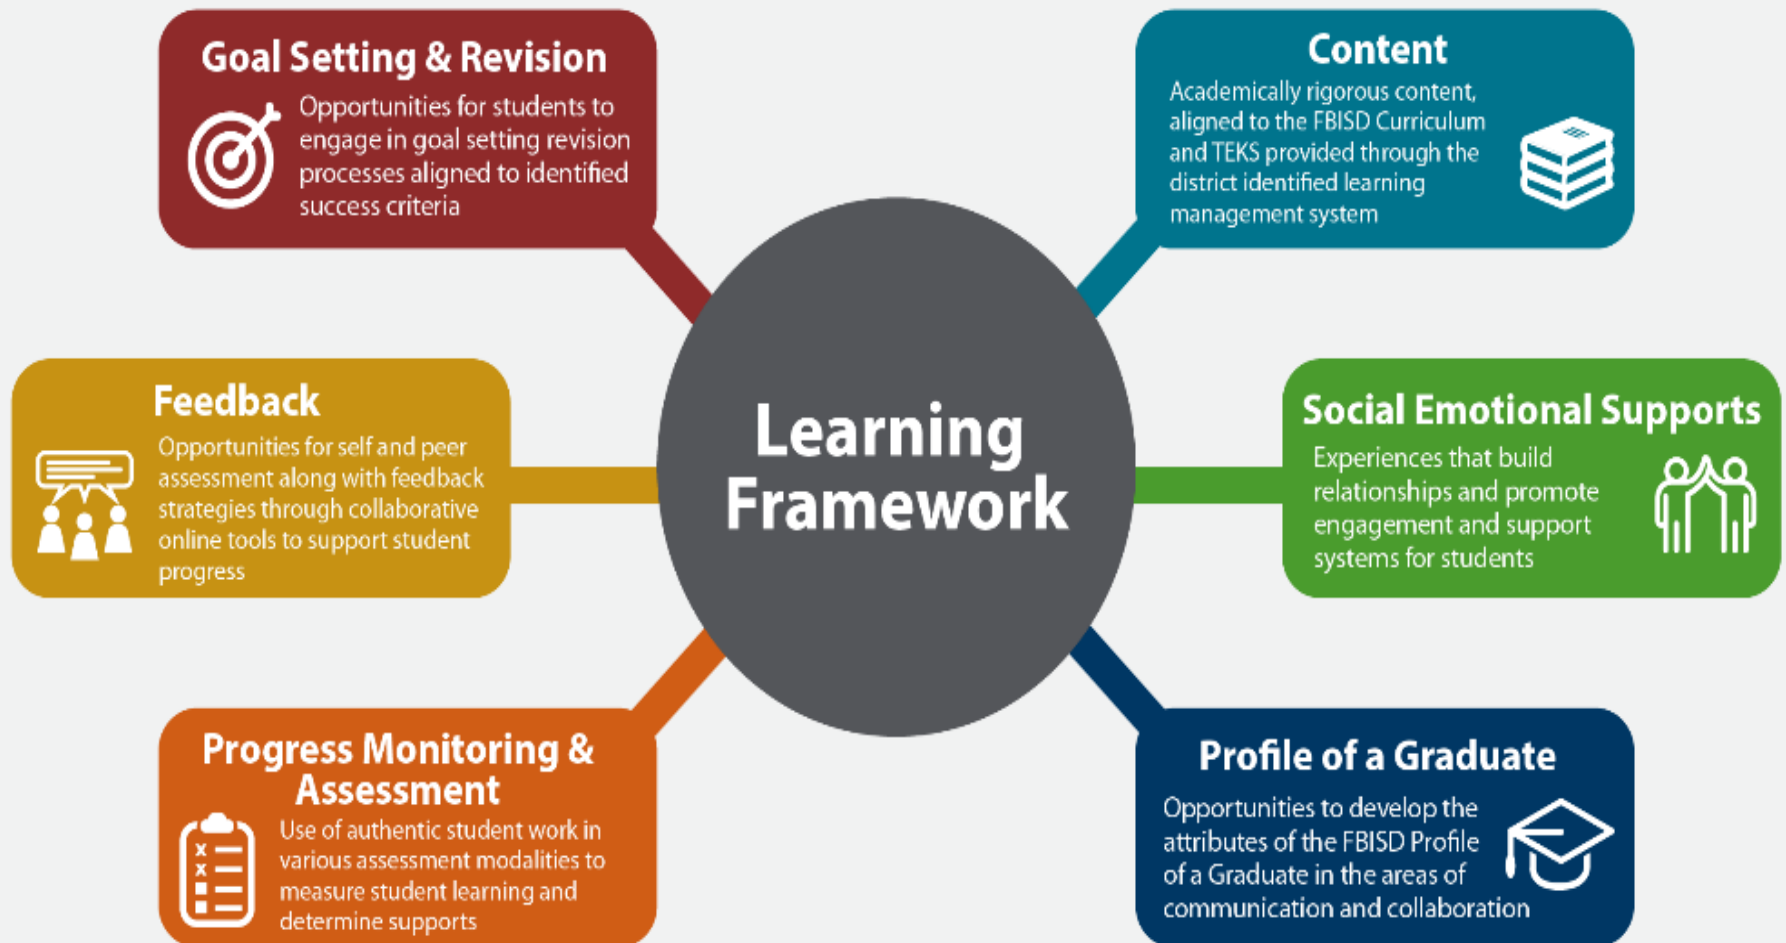 Goal Setting & Revision
Opportunities for students to
engage in goal setting revision
processes aligned to identified
success criteria
Content
Academically rigorous content,
aligned to the FBISD Curriculum
and TEKS provided through the
district identified learning
management system
Feedback
Opportunities for self and peer
assessment along with feedback
strategies through collaborative
online tools to support student
progress
Learning
Framework
Social Emotional Supports
Experiences that build
relationships and promote
engagement and support
systems for students
Progress Monitoring &
Assessment
Use of authentic student work in
various assessment modalities to
measure student learning and
determine supports
Profile of a Graduate
Opportunities to develop the
attributes of the FBISD Profile
of a Graduate in the areas of
communication and collaboration